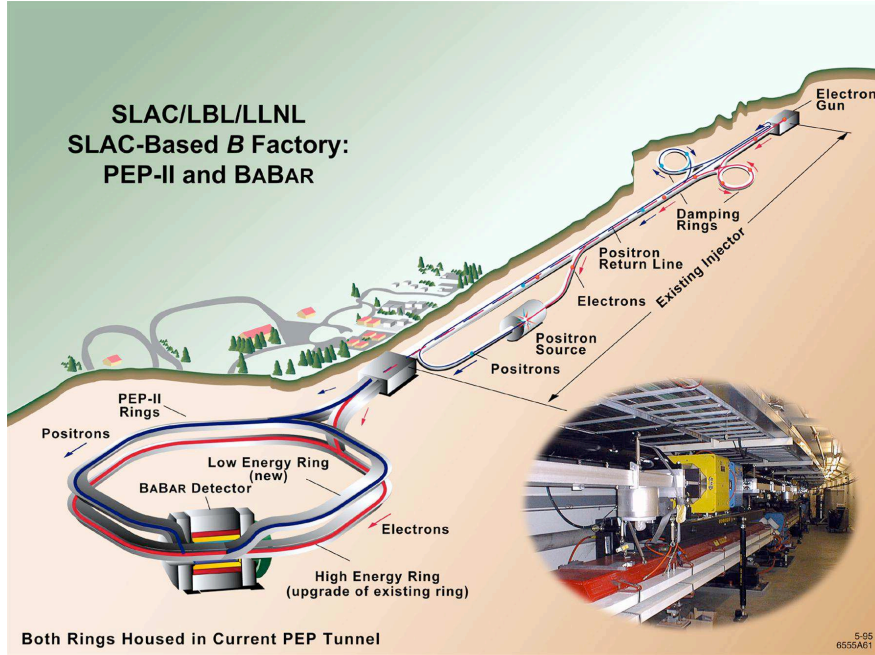 SLAC/LBL/LLNL
SLAC-Based B Factory:
PEP-II and BABAR
Electron
Gun
Damping
Rings
Positron
Return Line
Existing Injector
Electrons
Positron
Source
Positrons
PEP-II
Rings
Positrons
Low Energy Ring
(new)
BABAR Detector
Electrons
High Energy Ring
(upgrade of existing ring)
Both Rings Housed in Current PEP Tunnel
5-95
6555A61